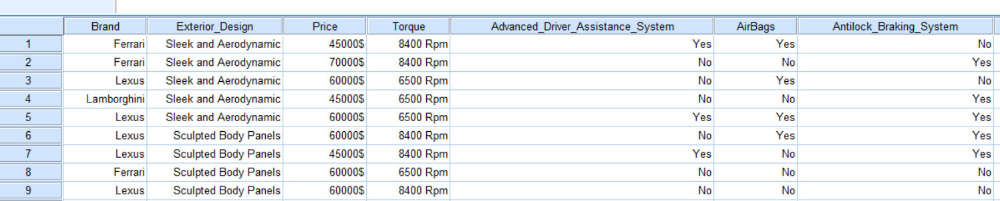 Brand Exterior_Design Price Torque Advanced_Driver_Assistance_System AirBags Antilock_Braking_System
1 Ferrari Sleek and Aerodynamic 45000$ 8400 Rpm Yes Yes No
2 Ferrari Sleek and Aerodynamic 70000$ 8400 Rpm No No Yes
3 Lexus Sleek and Aerodynamic 60000$ 6500 Rpm No Yes No
4 Lamborghini Sleek and Aerodynamic 45000$ 6500 Rpm No No Yes
5 Lexus Sleek and Aerodynamic 60000$ 6500 Rpm Yes Yes Yes
6 Lexus Sculpted Body Panels 60000$ 8400 Rpm No Yes Yes
7 Lexus Sculpted Body Panels 45000$ 8400 Rpm Yes No Yes
8 Ferrari Sculpted Body Panels 60000$ 6500 Rpm No No No
9 Lexus Sculpted Body Panels 60000$ 8400 Rpm No No No